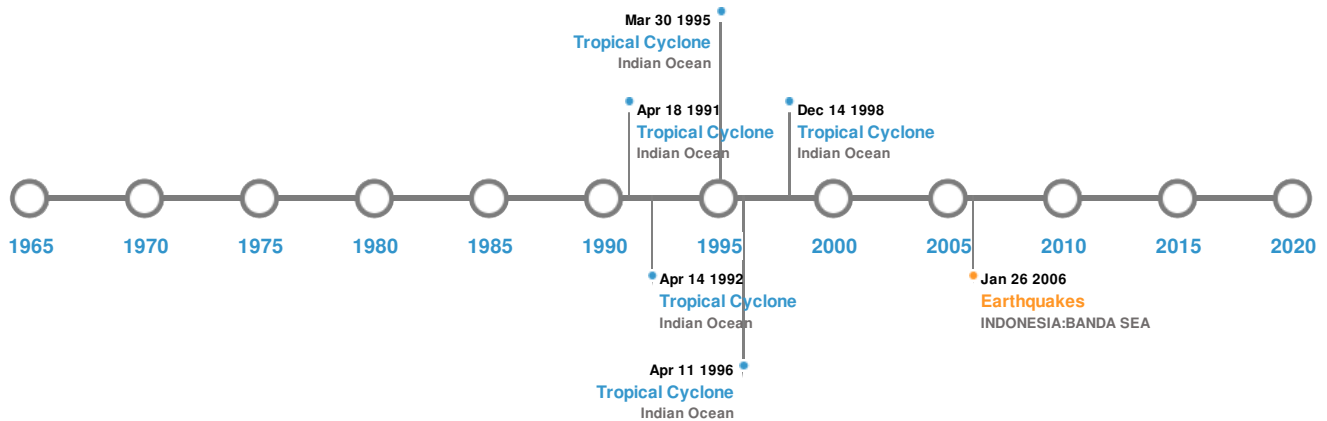 Mar 30 1995
Tropical Cyclone
Indian Ocean
Apr 18 1991
Tropical Cyclone
Indian Ocean
Dec 14 1998
Tropical Cyclone
Indian Ocean
1965 1970 1975 1980 1985 1990 1995 2000 2005 2010 2015 2020
Apr 14 1992
Tropical Cyclone
Indian Ocean
Jan 26 2006
Earthquakes
INDONESIA:BANDA SEA
Apr 11 1996
Tropical Cyclone
Indian Ocean